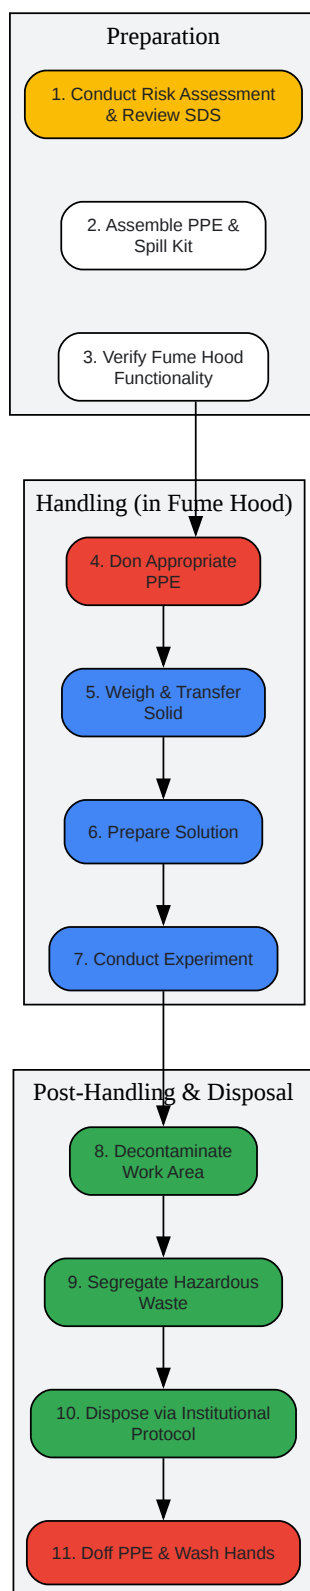 Preparation
1. Conduct Risk Assessment
& Review SDS
2. Assemble PPE &
Spill Kit
3. Verify Fume Hood
Functionality
Handling (in Fume Hood)
4. Don Appropriate
PPE
5. Weigh & Transfer
Solid
6. Prepare Solution
7. Conduct Experiment
Post-Handling & Disposal
8. Decontaminate
Work Area
9. Segregate Hazardous
Waste
10. Dispose via Institutional
Protocol
11. Doff PPE & Wash Hands